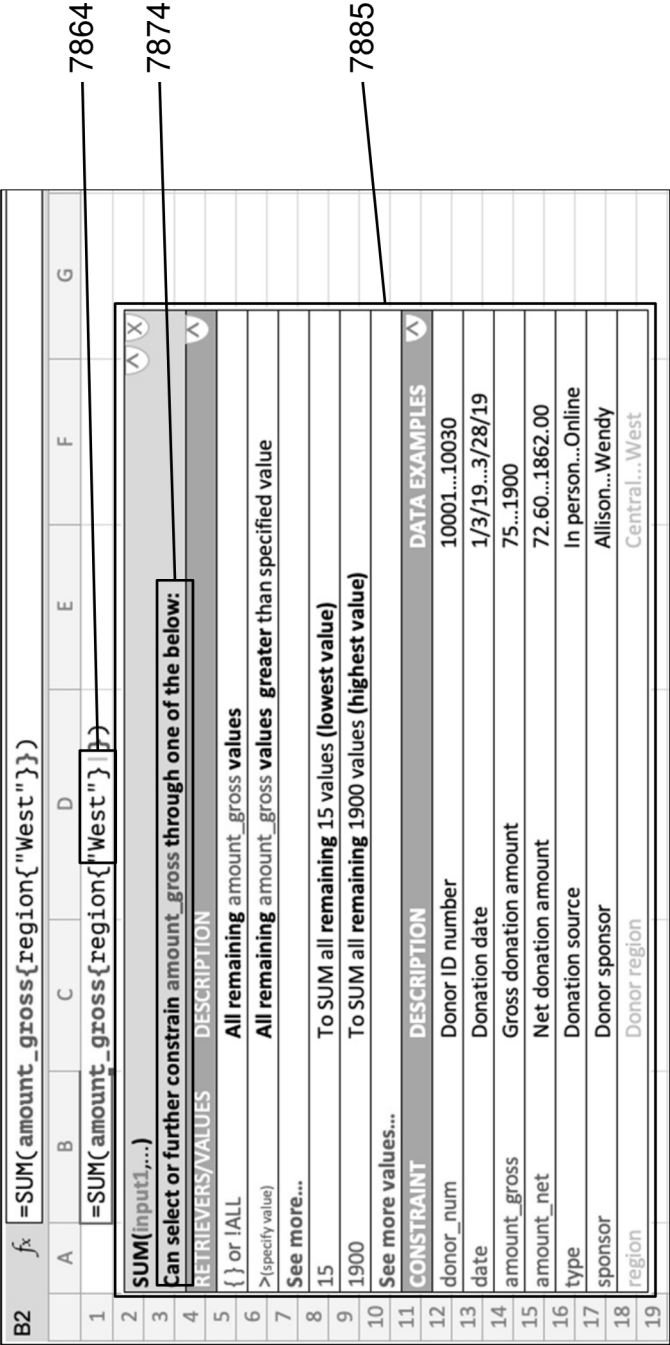 7864
7874
7885
B2 fx =SUM(amount_gross{region{"West"}})
A B C D E F G
1 =SUM(amount_gross{region{"West"}|})
2 SUM(input1,...) ^ X
3 Can select or further constrain amount_gross through one of the below:
4 RETRIEVERS/VALUES DESCRIPTION ^
5 { } or !ALL All remaining amount_gross values
6 >(specify value) All remaining amount_gross values greater than specified value
7 See more...
8 15 To SUM all remaining 15 values (lowest value)
9 1900 To SUM all remaining 1900 values (highest value)
10 See more values...
11 CONSTRAINT DESCRIPTION DATA EXAMPLES ^
12 donor_num Donor ID number 10001...10030
13 date Donation date 1/3/19...3/28/19
14 amount_gross Gross donation amount 75...1900
15 amount_net Net donation amount 72.60...1862.00
16 type Donation source In person...Online
17 sponsor Donor sponsor Allison...Wendy
18 region Donor region Central...West
19